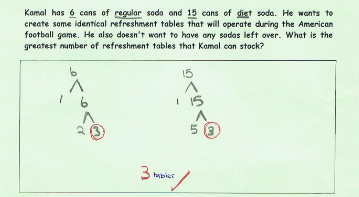 Kamal has 6 cans of regular soda and 15 cans of diet soda. He wants to
create some identical refreshment tables that will operate during the American
football game. He also doesn't want to have any sodas left over. What is the
greatest number of refreshment tables that Kamal can stock?
6 15
1 6 1 15
2 3 5 3
3 tables